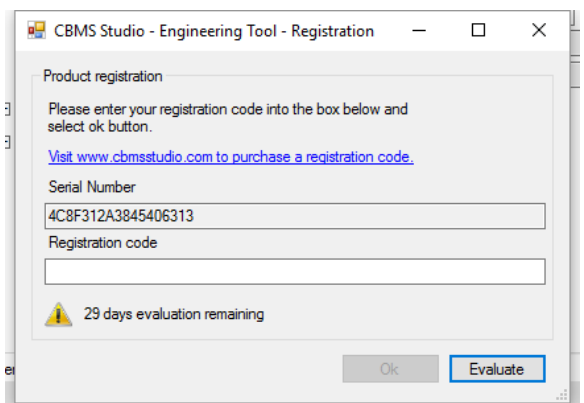 CBMS Studio - Engineering Tool - Registration
Product registration
Please enter your registration code into the box below and
select ok button.
Visit www.cbmsstudio.com to purchase a registration code.
Serial Number
4C8F312A3845406313
Registration code
29 days evaluation remaining
Ok
Evaluate